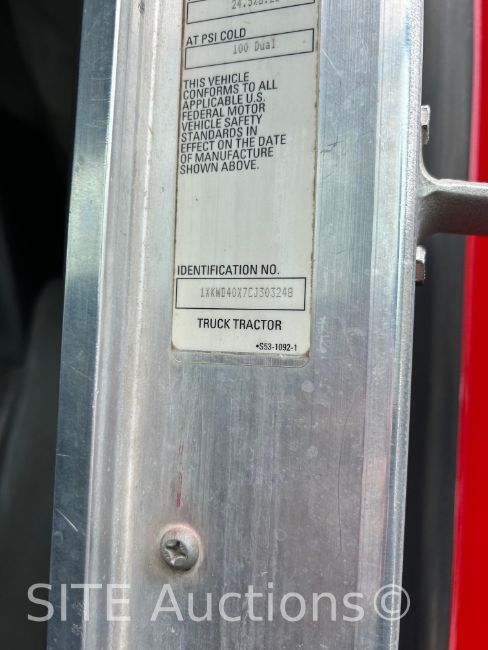 AT PSI COLD
100 Dual
THIS VEHICLE
CONFORMS TO ALL
APPLICABLE U.S.
FEDERAL MOTOR
VEHICLE SAFETY
STANDARDS IN
EFFECT ON THE DATE
OF MANUFACTURE
SHOWN ABOVE.
IDENTIFICATION NO.
1XKWD40X7CJ303248
TRUCK TRACTOR
•S53-1092-1
SITE Auctions©